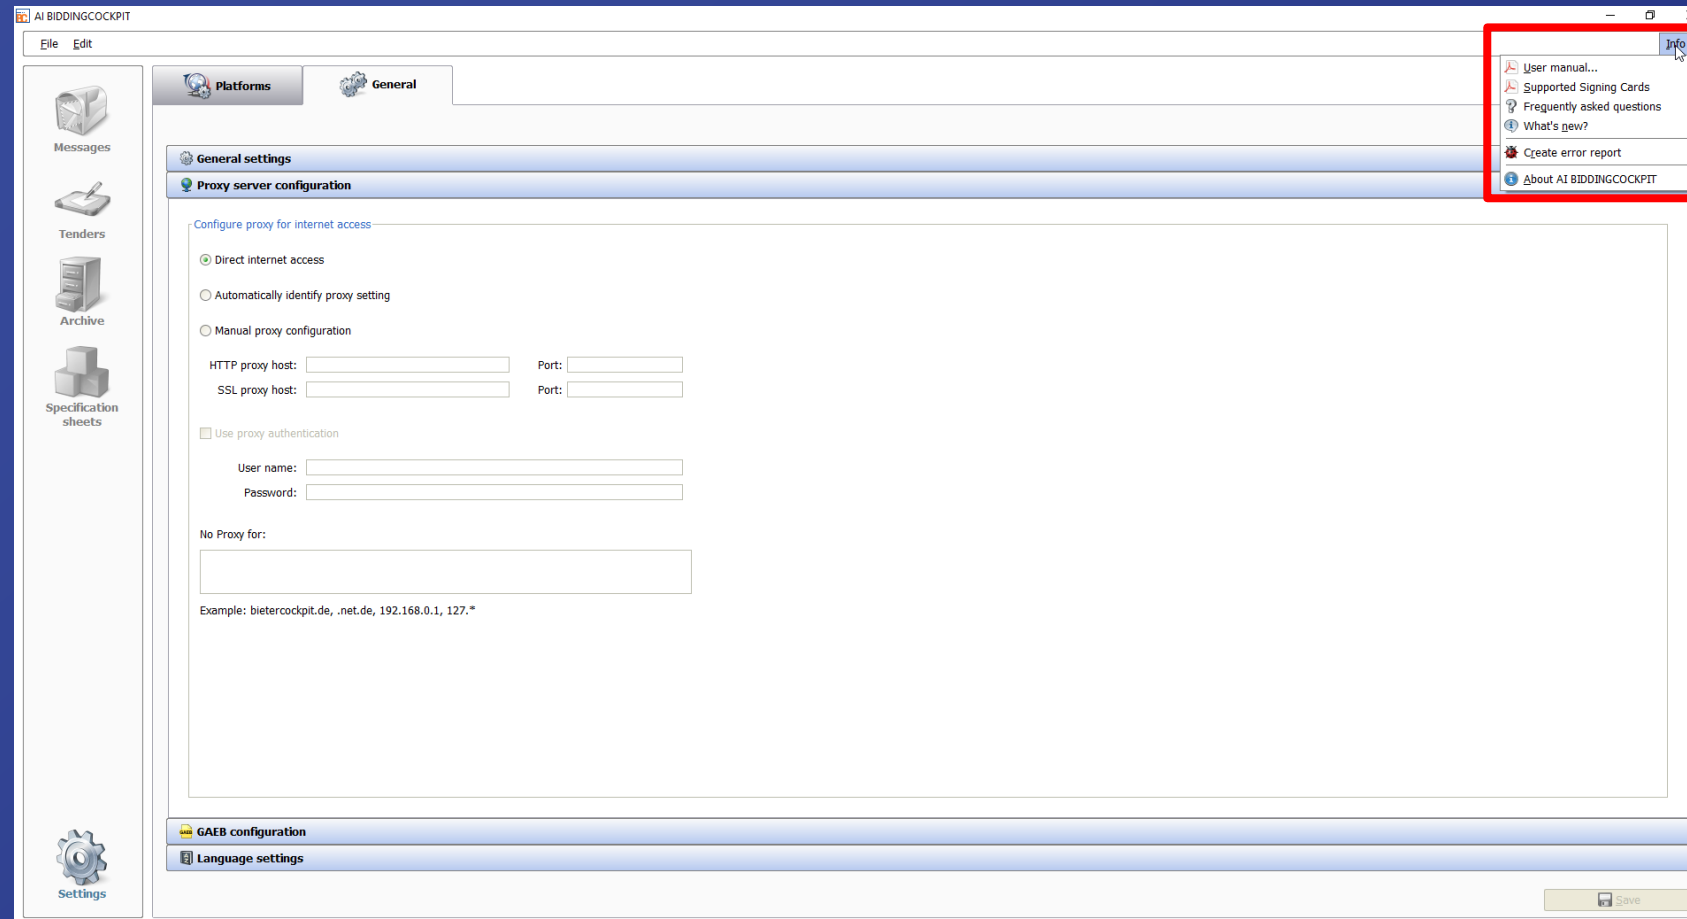 AI BIDDINGCOCKPIT
File Edit
Info
User manual...
Supported Signing Cards
Frequently asked questions
What's new?
Create error report
About AI BIDDINGCOCKPIT
Messages
Tenders
Archive
Specification
sheets
Settings
Platforms
General
General settings
Proxy server configuration
Configure proxy for internet access
Direct internet access
Automatically identify proxy setting
Manual proxy configuration
HTTP proxy host: Port:
SSL proxy host: Port:
Use proxy authentication
User name:
Password:
No Proxy for:
Example: bietercockpit.de, .net.de, 192.168.0.1, 127.*
GAEB configuration
Language settings
Save